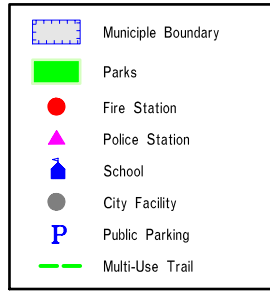 Municiple Boundary
Parks
Fire Station
Police Station
School
City Facility
P Public Parking
Multi-Use Trail